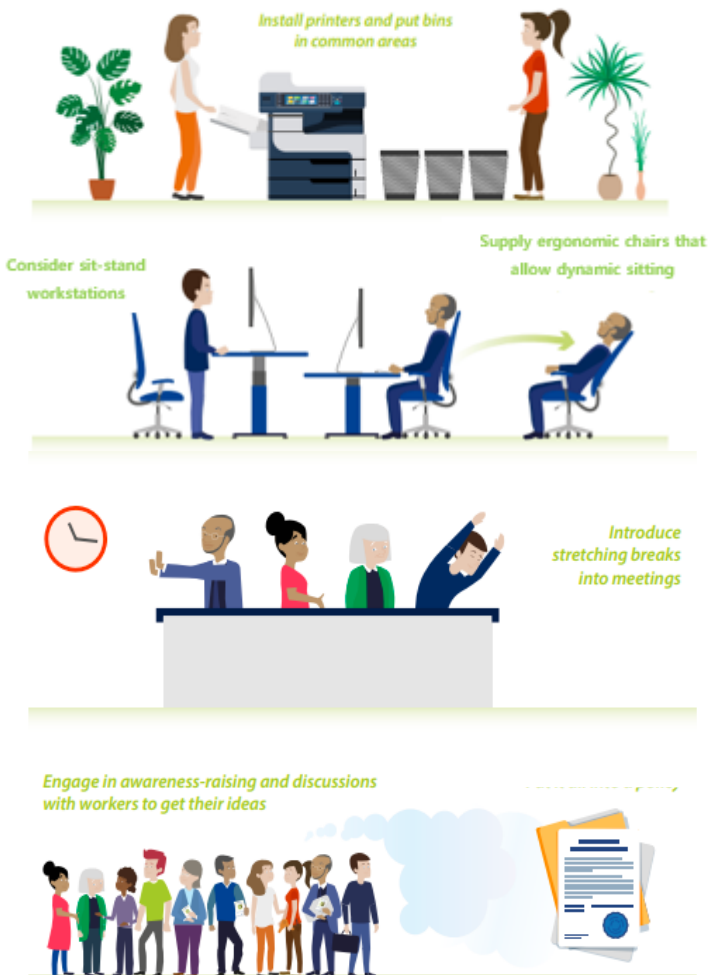 Install printers and put bins
in common areas
Supply ergonomic chairs that
allow dynamic sitting
Consider sit-stand
workstations
Introduce
stretching breaks
into meetings
Engage in awareness-raising and discussions
with workers to get their ideas